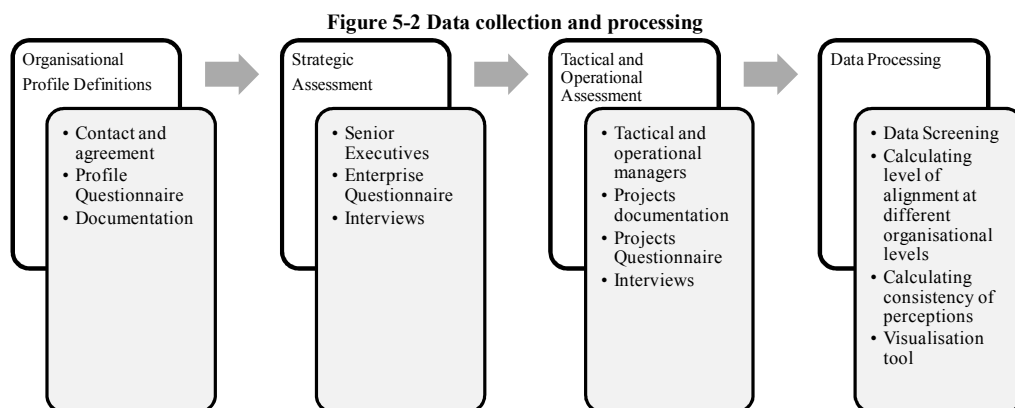 Figure 5-2 Data collection and processing
Organisational
Profile Definitions
• Contact and
agreement
• Profile
Questionnaire
• Documentation
Strategic
Assessment
• Senior
Executives
• Enterprise
Questionnaire
• Interviews
Tactical and
Operational
Assessment
• Tactical and
operational
managers
• Projects
documentation
• Projects
Questionnaire
• Interviews
Data Processing
• Data Screening
• Calculating
level of
alignment at
different
organisational
levels
• Calculating
consistency of
perceptions
• Visualisation
tool